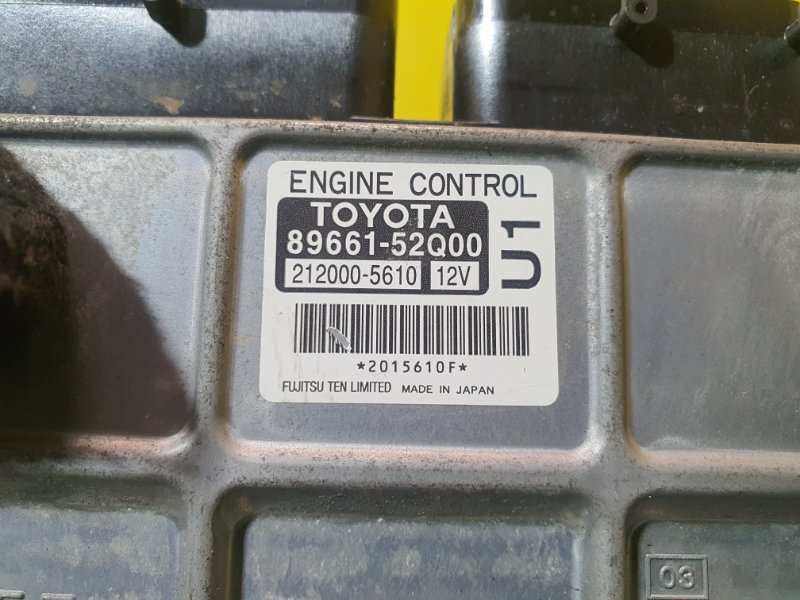 ENGINE CONTROL
TOYOTA
89661-52Q00
212000-5610 12V
U1
*2015610F*
FUJITSU TEN LIMITED MADE IN JAPAN
03